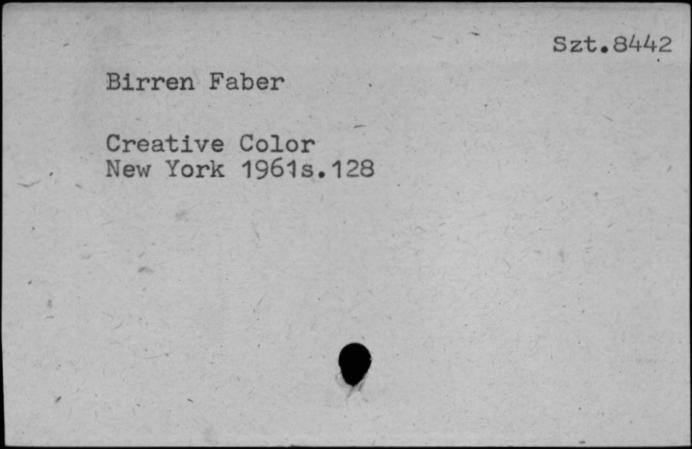 Szt.8442
Birren Faber
Creative Color
New York 1961s.128